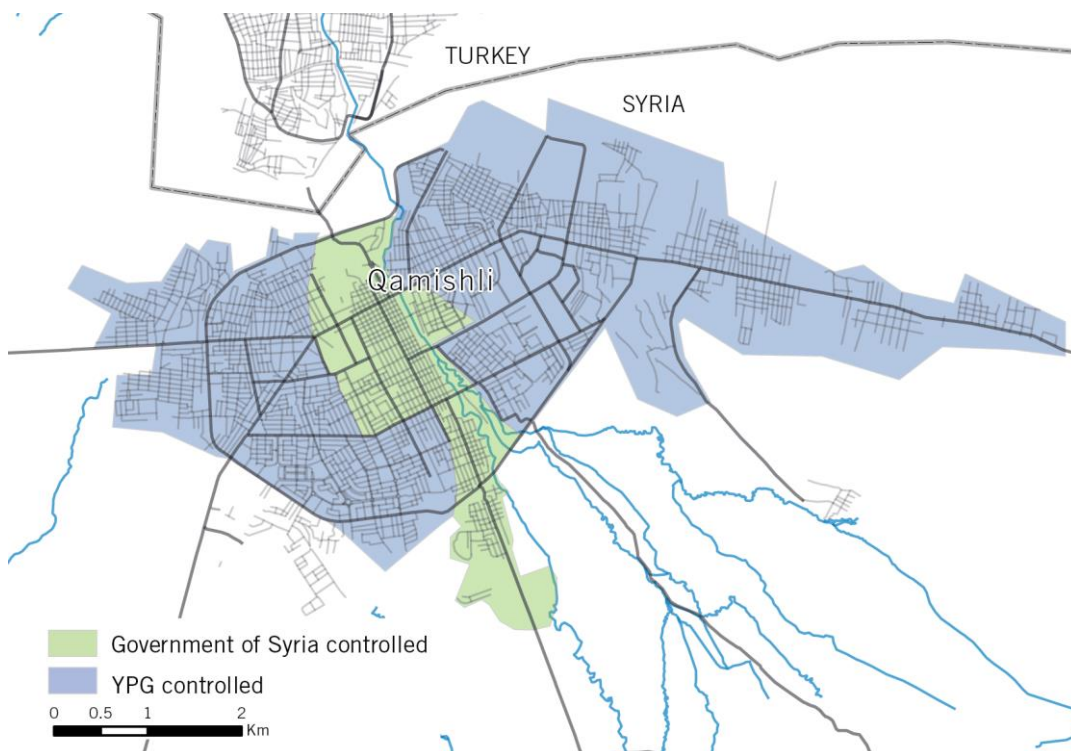 TURKEY
SYRIA
Qamishli
Government of Syria controlled
YPG controlled
0 0.5 1 2
Km